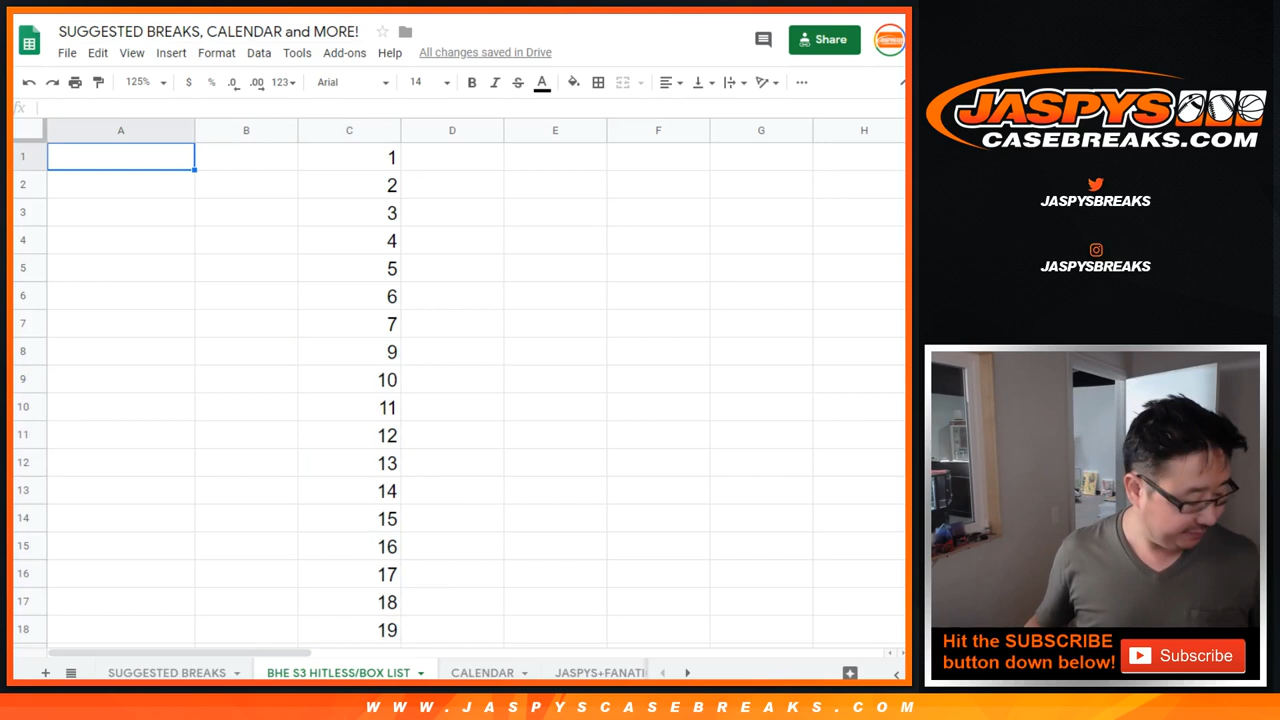 SUGGESTED BREAKS, CALENDAR and MORE!
File Edit View Insert Format Data Tools Add-ons Help All changes saved in Drive
Share
125% $ % .0 .00 123 Arial 14 B I S A
fx
A B C D E F G H
1 1
2 2
3 3
4 4
5 5
6 6
7 7
8 9
9 10
10 11
11 12
12 13
13 14
14 15
15 16
16 17
17 18
18 19
SUGGESTED BREAKS BHE S3 HITLESS/BOX LIST CALENDAR JASPYS+FANATI
JASPYS
CASEBREAKS.COM
JASPYSBREAKS
JASPYSBREAKS
Hit the SUBSCRIBE
button down below!
Subscribe
WWW.JASPYSCASEBREAKS.COM